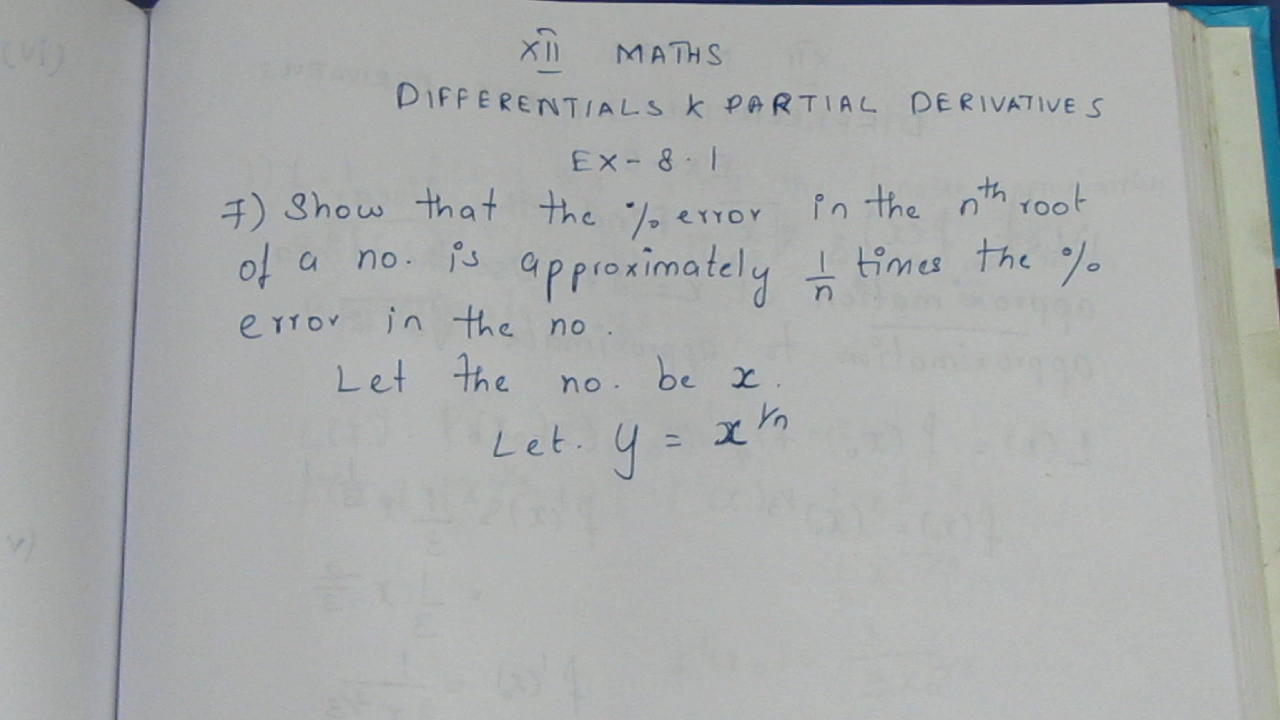 XII MATHS
DIFFERENTIALS & PARTIAL DERIVATIVES
EX - 8.1
7) Show that the % error in the nth root
of a no. is approximately 1/n times the %
error in the no.
Let the no. be x.
Let. y = x^1/n